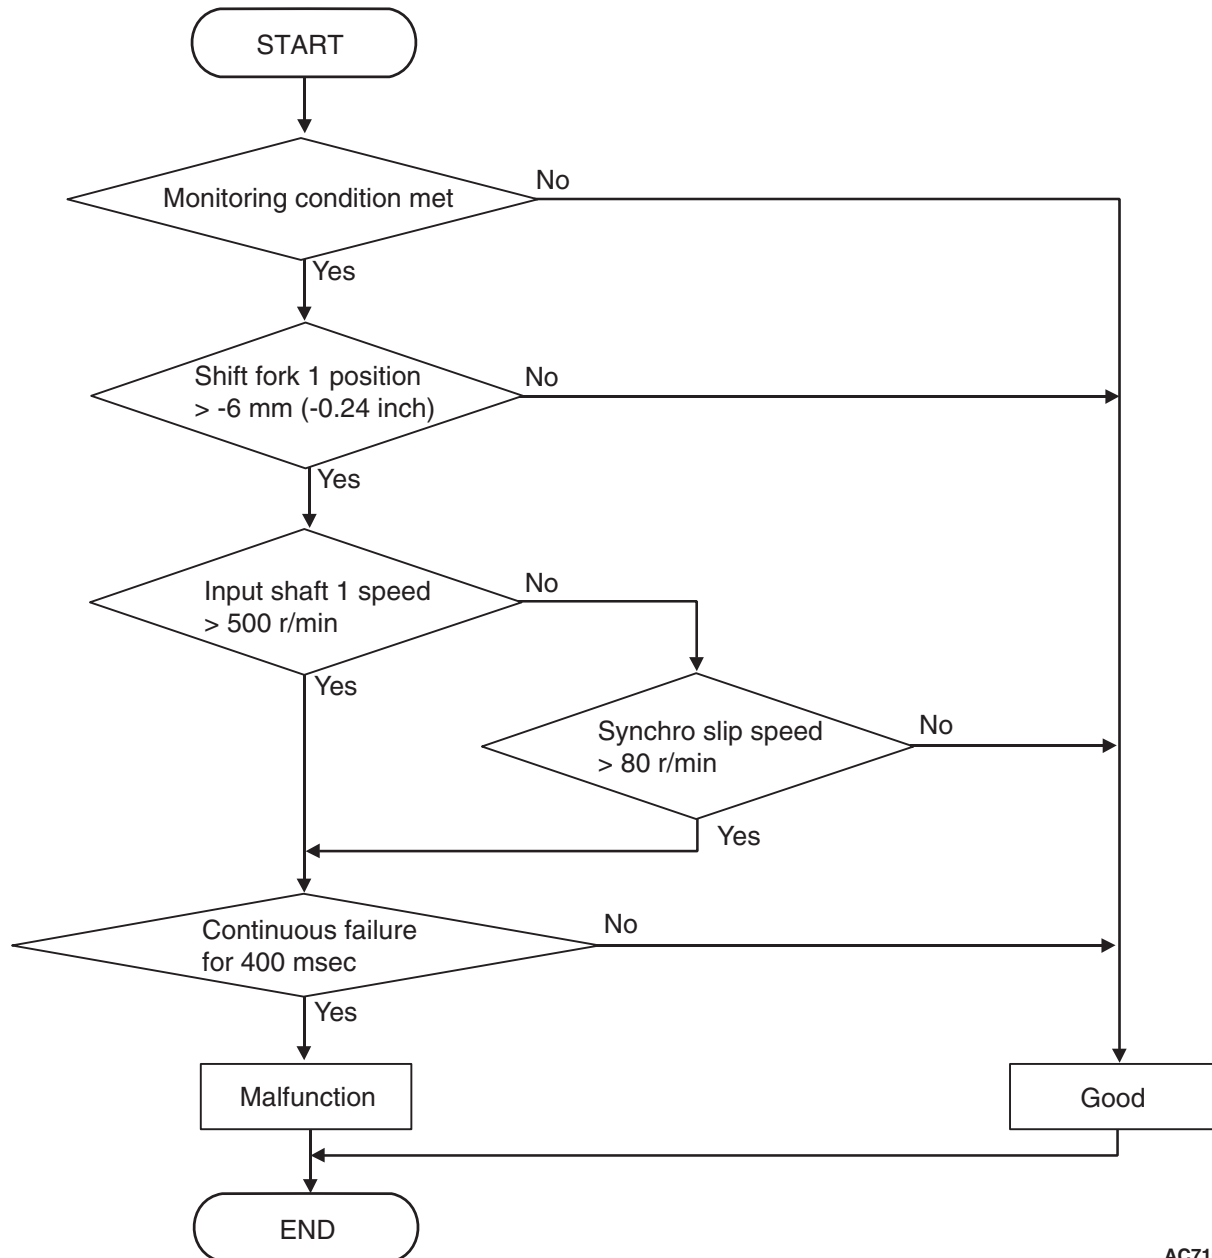 START
Monitoring condition met
No
Yes
Shift fork 1 position
> -6 mm (-0.24 inch)
No
Yes
Input shaft 1 speed
> 500 r/min
No
Yes
Synchro slip speed
> 80 r/min
No
Yes
Continuous failure
for 400 msec
No
Yes
Malfunction
Good
END
AC71